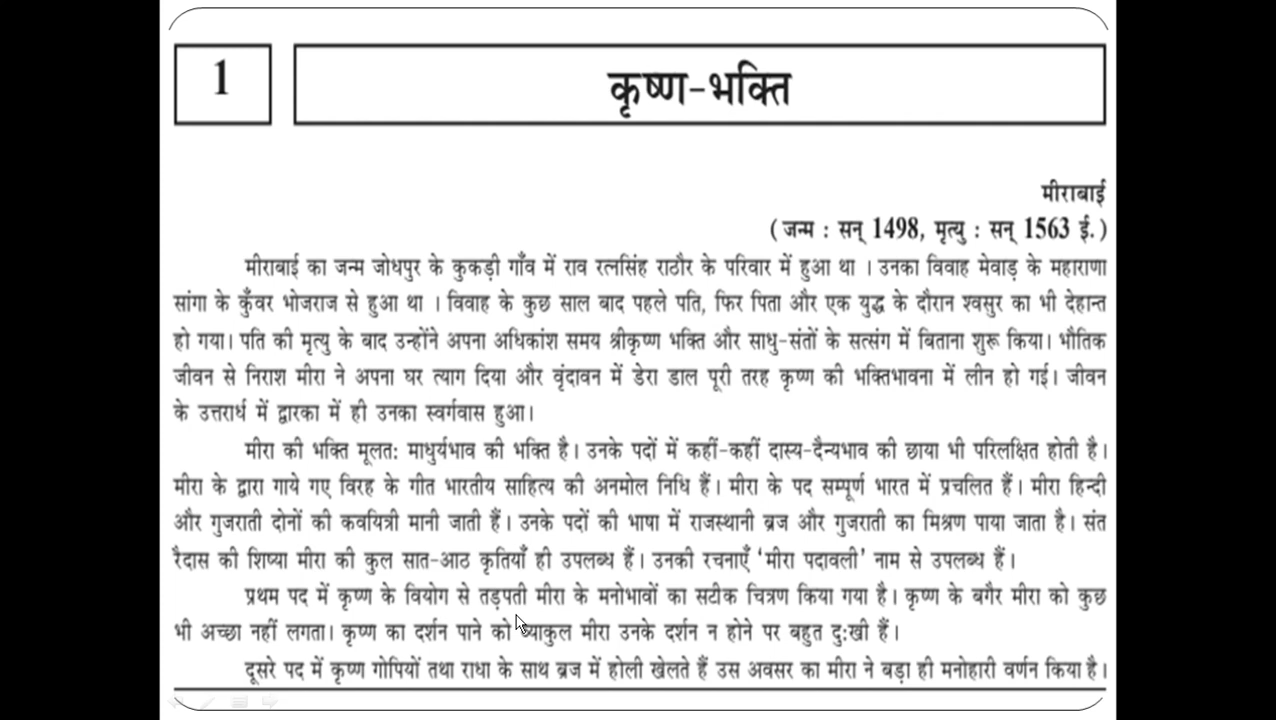 1
कृष्ण-भक्ति
मीराबाई
( जन्म : सन् 1498, मृत्यु : सन् 1563 ई. )
मीराबाई का जन्म जोधपुर के कुकड़ी गाँव में राव रत्नसिंह राठौर के परिवार में हुआ था । उनका विवाह मेवाड़ के महाराणा
सांगा के कुँवर भोजराज से हुआ था । विवाह के कुछ साल बाद पहले पति, फिर पिता और एक युद्ध के दौरान श्वसुर का भी देहान्त
हो गया। पति की मृत्यु के बाद उन्होंने अपना अधिकांश समय श्रीकृष्ण भक्ति और साधु-संतों के सत्संग में बिताना शुरू किया। भौतिक
जीवन से निराश मीरा ने अपना घर त्याग दिया और वृंदावन में डेरा डाल पूरी तरह कृष्ण की भक्तिभावना में लीन हो गई। जीवन
के उत्तरार्ध में द्वारका में ही उनका स्वर्गवास हुआ।
मीरा की भक्ति मूलत: माधुर्यभाव की भक्ति है। उनके पदों में कहीं-कहीं दास्य-दैन्यभाव की छाया भी परिलक्षित होती है।
मीरा के द्वारा गाये गए विरह के गीत भारतीय साहित्य की अनमोल निधि हैं। मीरा के पद सम्पूर्ण भारत में प्रचलित हैं। मीरा हिन्दी
और गुजराती दोनों की कवयित्री मानी जाती हैं। उनके पदों की भाषा में राजस्थानी ब्रज और गुजराती का मिश्रण पाया जाता है। संत
रैदास की शिष्या मीरा की कुल सात-आठ कृतियाँ ही उपलब्ध हैं। उनकी रचनाएँ ‘मीरा पदावली’ नाम से उपलब्ध हैं।
प्रथम पद में कृष्ण के वियोग से तड़पती मीरा के मनोभावों का सटीक चित्रण किया गया है। कृष्ण के बगैर मीरा को कुछ
भी अच्छा नहीं लगता। कृष्ण का दर्शन पाने को व्याकुल मीरा उनके दर्शन न होने पर बहुत दु:खी हैं।
दूसरे पद में कृष्ण गोपियों तथा राधा के साथ ब्रज में होली खेलते हैं उस अवसर का मीरा ने बड़ा ही मनोहारी वर्णन किया है।